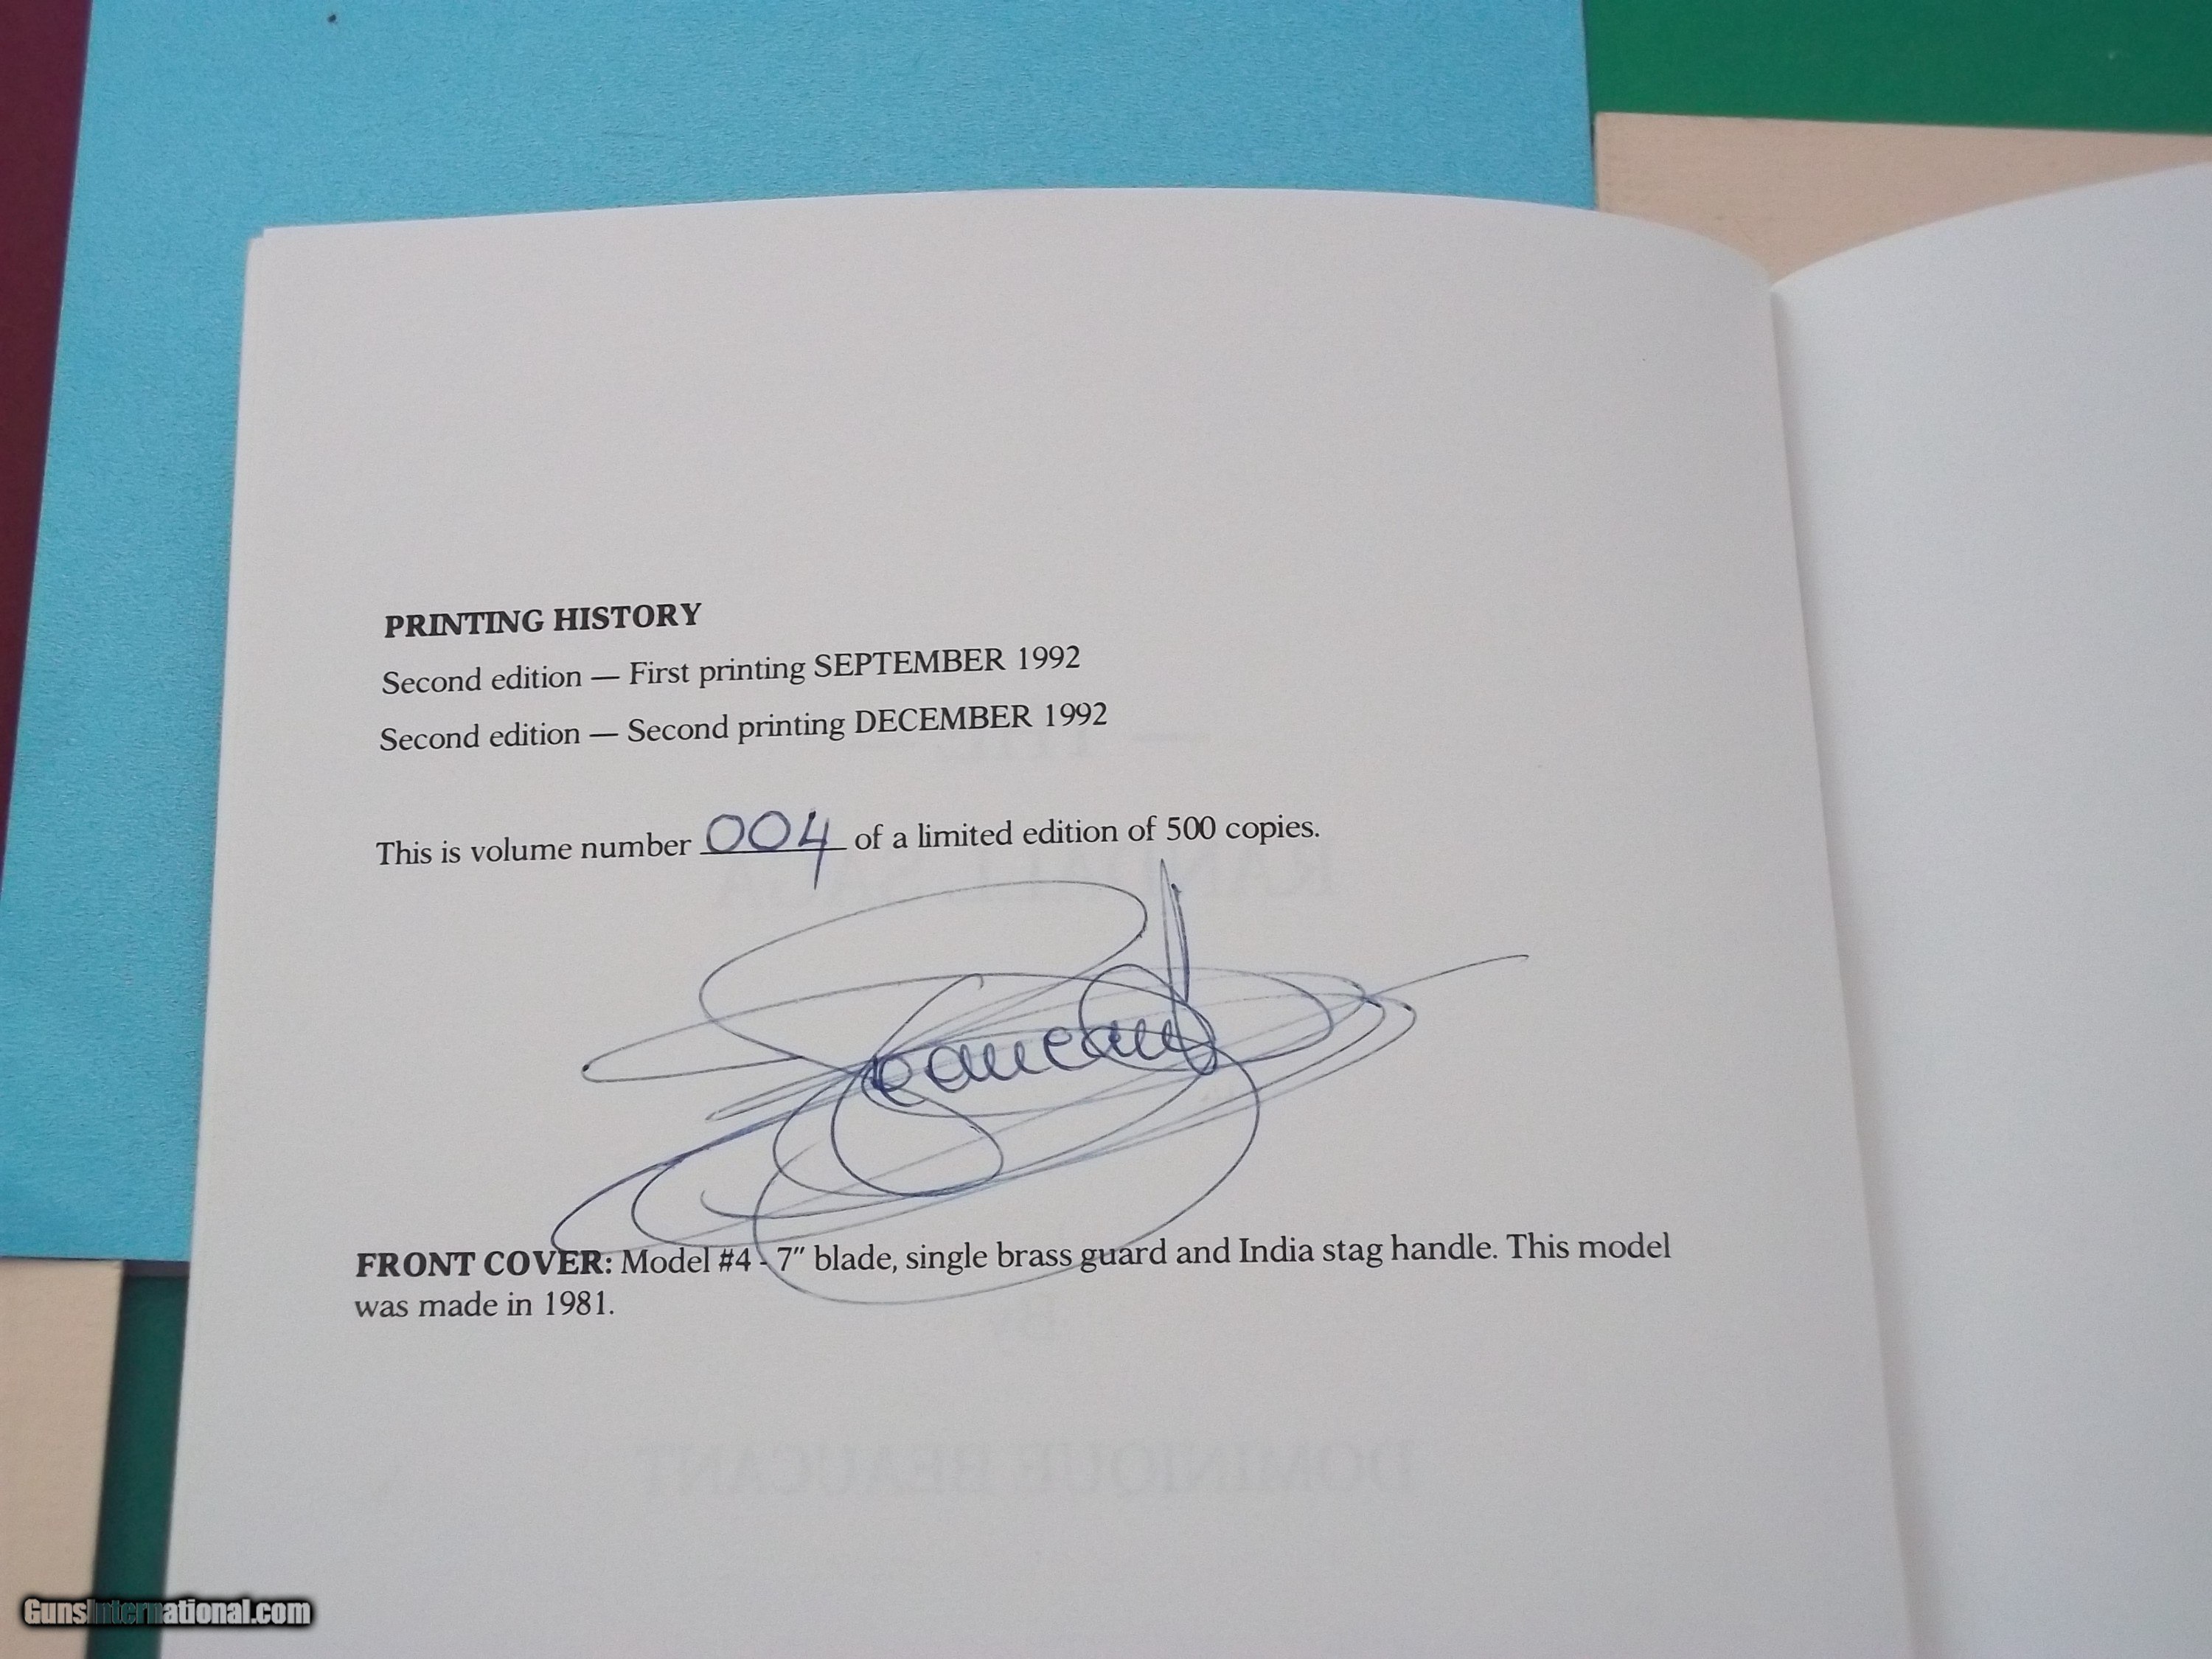 PRINTING HISTORY
Second edition — First printing SEPTEMBER 1992
Second edition — Second printing DECEMBER 1992
This is volume number 004 of a limited edition of 500 copies.
FRONT COVER: Model #4 - 7" blade, single brass guard and India stag handle. This model
was made in 1981.
DOMINIQUE BEAUCANT
GunsInternational.com